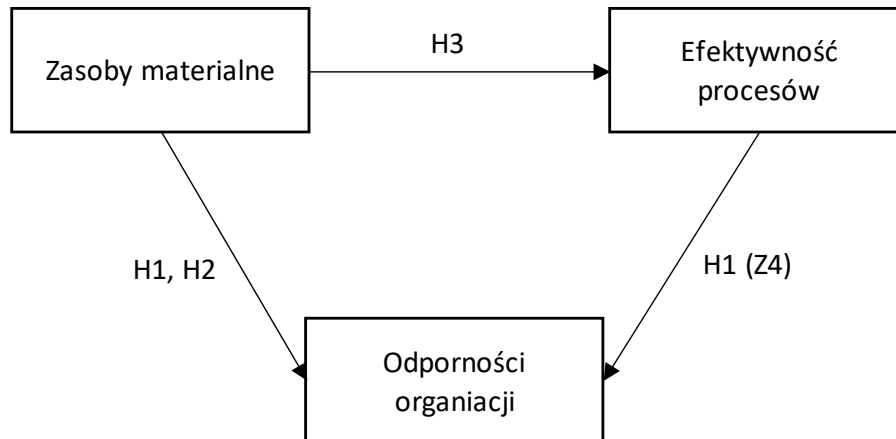 H3
Zasoby materialne
Efektywność
procesów
H1, H2
H1 (Z4)
Odporności
organiacji